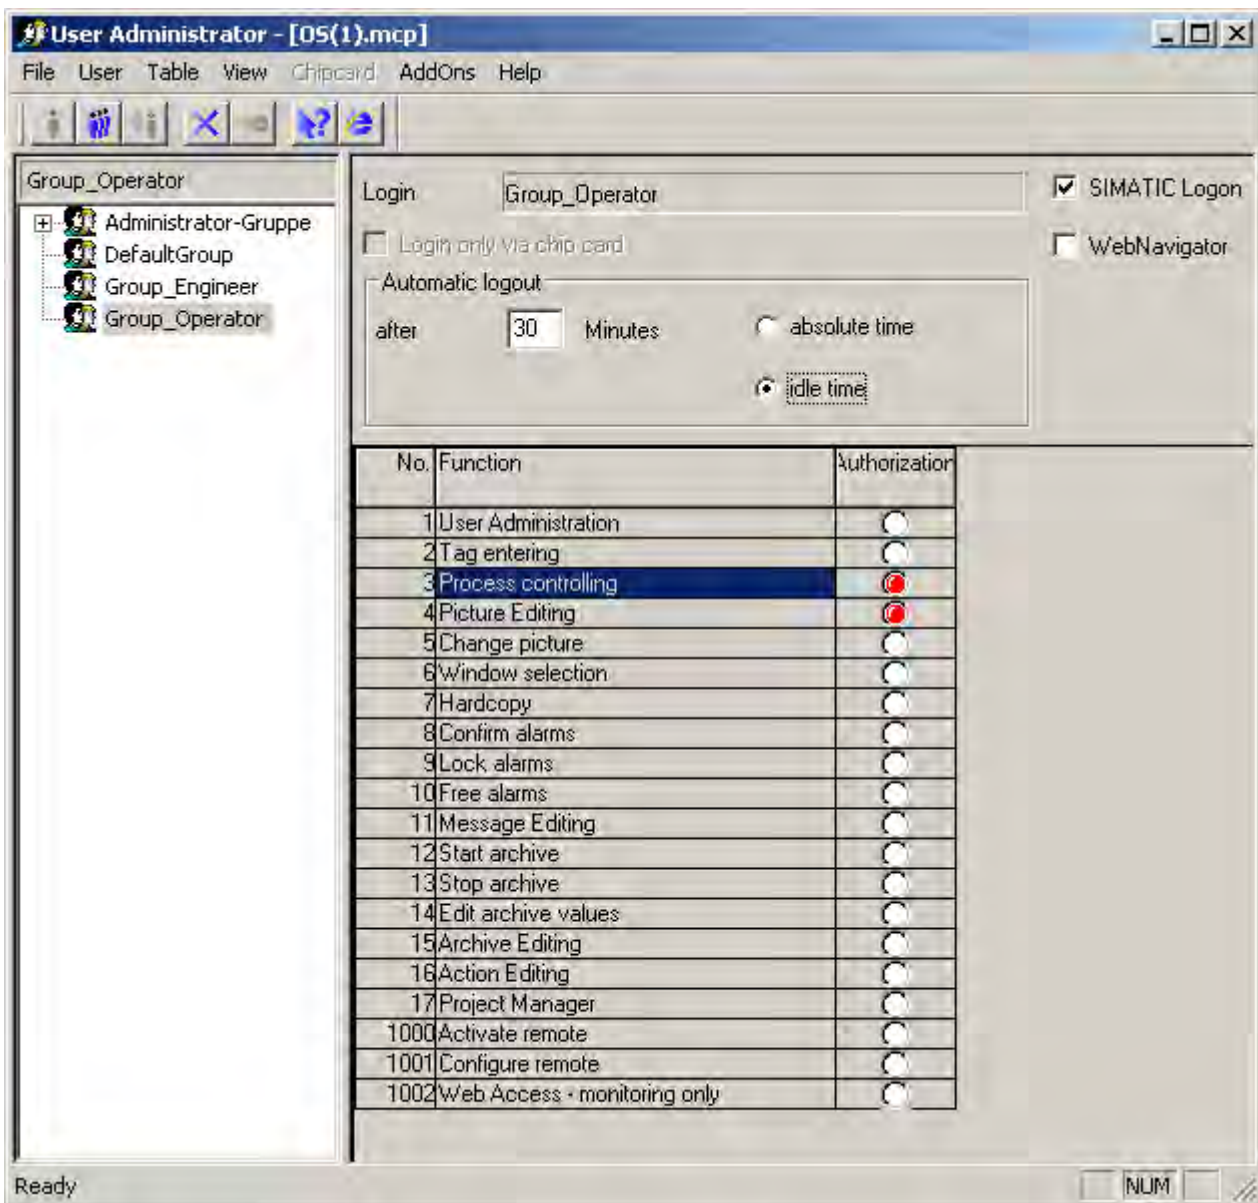 User Administrator - [OS(1).mcp]
File User Table View Chipcard AddOns Help
Group_Operator
Administrator-Gruppe
DefaultGroup
Group_Engineer
Group_Operator
Login Group_Operator
SIMATIC Logon
Login only via chip card
WebNavigator
Automatic logout
after 30 Minutes absolute time
idle time
No. Function Authorization
1 User Administration
2 Tag entering
3 Process controlling
4 Picture Editing
5 Change picture
6 Window selection
7 Hardcopy
8 Confirm alarms
9 Lock alarms
10 Free alarms
11 Message Editing
12 Start archive
13 Stop archive
14 Edit archive values
15 Archive Editing
16 Action Editing
17 Project Manager
1000 Activate remote
1001 Configure remote
1002 Web Access - monitoring only
Ready NUM